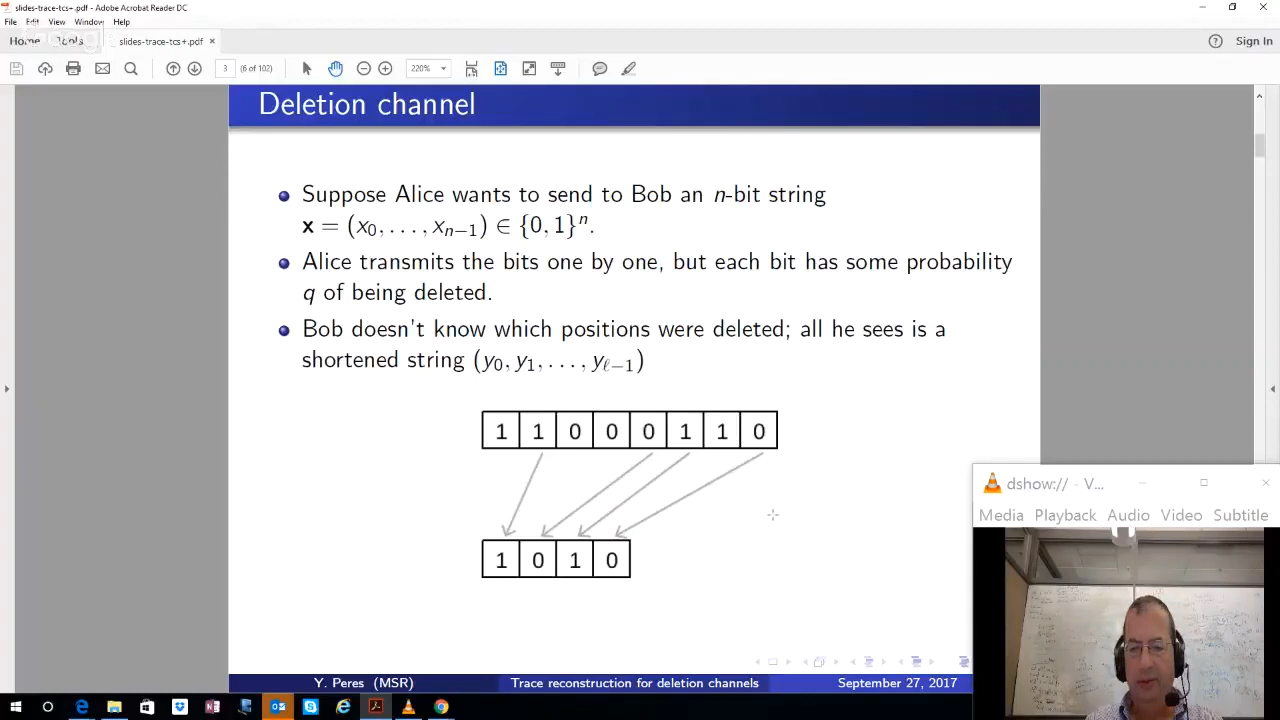 slides-trace-tcs+.pdf - Adobe Acrobat Reader DC
File Edit View Window Help
Home Tools slides-trace-tcs+.pdf × Sign In
3 (6 of 102) 220%
Deletion channel
Suppose Alice wants to send to Bob an n-bit string
x = (x₀, . . . , xₙ₋₁) ∈ {0, 1}ⁿ.
Alice transmits the bits one by one, but each bit has some probability
q of being deleted.
Bob doesn't know which positions were deleted; all he sees is a
shortened string (y₀, y₁, . . . , y_{ℓ−1})
1 1 0 0 0 1 1 0
1 0 1 0
dshow:// - V...
Media Playback Audio Video Subtitle
Y. Peres (MSR) Trace reconstruction for deletion channels September 27, 2017